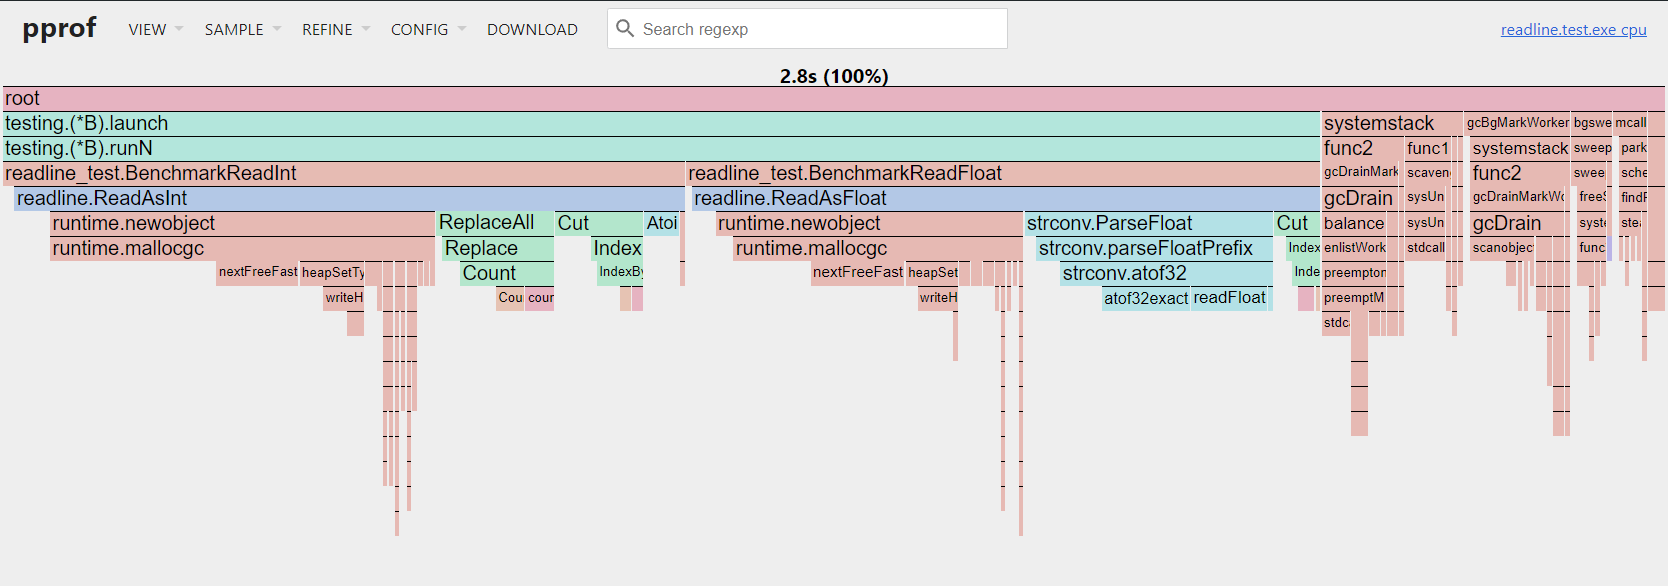 pprof VIEW SAMPLE REFINE CONFIG DOWNLOAD Search regexp readline.test.exe cpu
2.8s (100%)
root
testing.(*B).launch systemstack gcBgMarkWorker bgswe mcall
testing.(*B).runN func2 func1 systemstack sweep park
readline_test.BenchmarkReadInt readline_test.BenchmarkReadFloat gcDrainMark scaven func2 swee sche
readline.ReadAsInt readline.ReadAsFloat gcDrain sysUn gcDrainMarkWo free findF
runtime.newobject ReplaceAll Cut Atoi runtime.newobject strconv.ParseFloat Cut balance sysUn gcDrain syste stea
runtime.mallocgc Replace Index runtime.mallocgc strconv.parseFloatPrefix Index enlistWork stdcall scanobjec func
nextFreeFast heapSetTy Count IndexBy nextFreeFast heapSet strconv.atof32 Inde preempton
writeH Cou coun writeH atof32exact readFloat preemptM
stdc